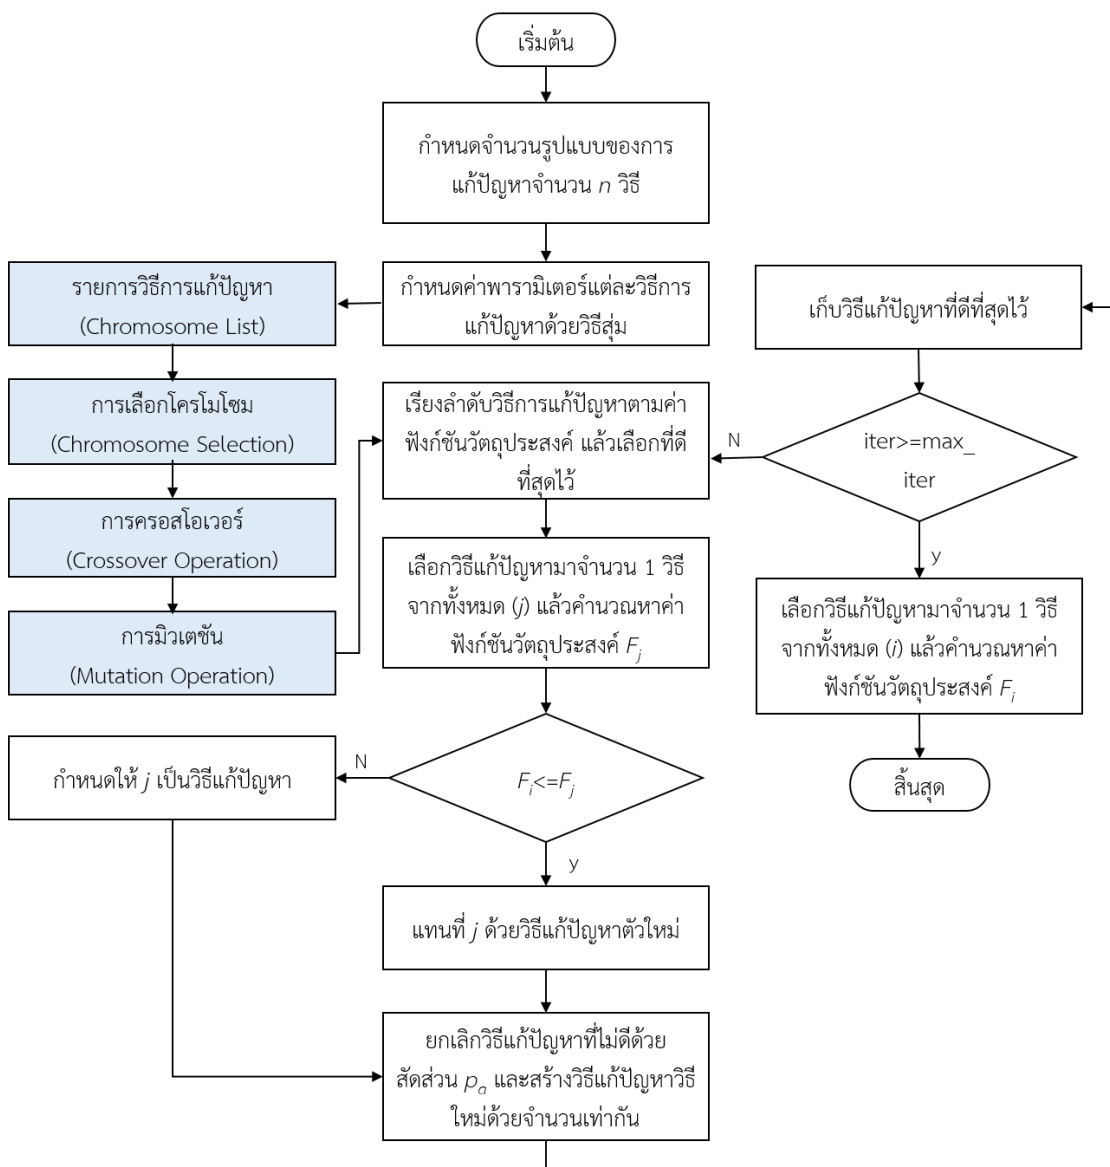 เริ่มต้น
กำหนดจำนวนรูปแบบของการ
แก้ปัญหาจำนวน n วิธี
กำหนดค่าพารามิเตอร์แต่ละวิธีการ
แก้ปัญหาด้วยวิธีสุ่ม
รายการวิธีการแก้ปัญหา
(Chromosome List)
การเลือกโครโมโซม
(Chromosome Selection)
การครอสโอเวอร์
(Crossover Operation)
การมิวเตชัน
(Mutation Operation)
เรียงลำดับวิธีการแก้ปัญหาตามค่า
ฟังก์ชันวัตถุประสงค์ แล้วเลือกที่ดี
ที่สุดไว้
เลือกวิธีแก้ปัญหามาจำนวน 1 วิธี
จากทั้งหมด (j) แล้วคำนวณหาค่า
ฟังก์ชันวัตถุประสงค์ Fj
Fi<=Fj
N
กำหนดให้ j เป็นวิธีแก้ปัญหา
y
แทนที่ j ด้วยวิธีแก้ปัญหาตัวใหม่
ยกเลิกวิธีแก้ปัญหาที่ไม่ดีด้วย
สัดส่วน pa และสร้างวิธีแก้ปัญหาวิธี
ใหม่ด้วยจำนวนเท่ากัน
เก็บวิธีแก้ปัญหาที่ดีที่สุดไว้
iter>=max_
iter
N
y
เลือกวิธีแก้ปัญหามาจำนวน 1 วิธี
จากทั้งหมด (i) แล้วคำนวณหาค่า
ฟังก์ชันวัตถุประสงค์ Fi
สิ้นสุด